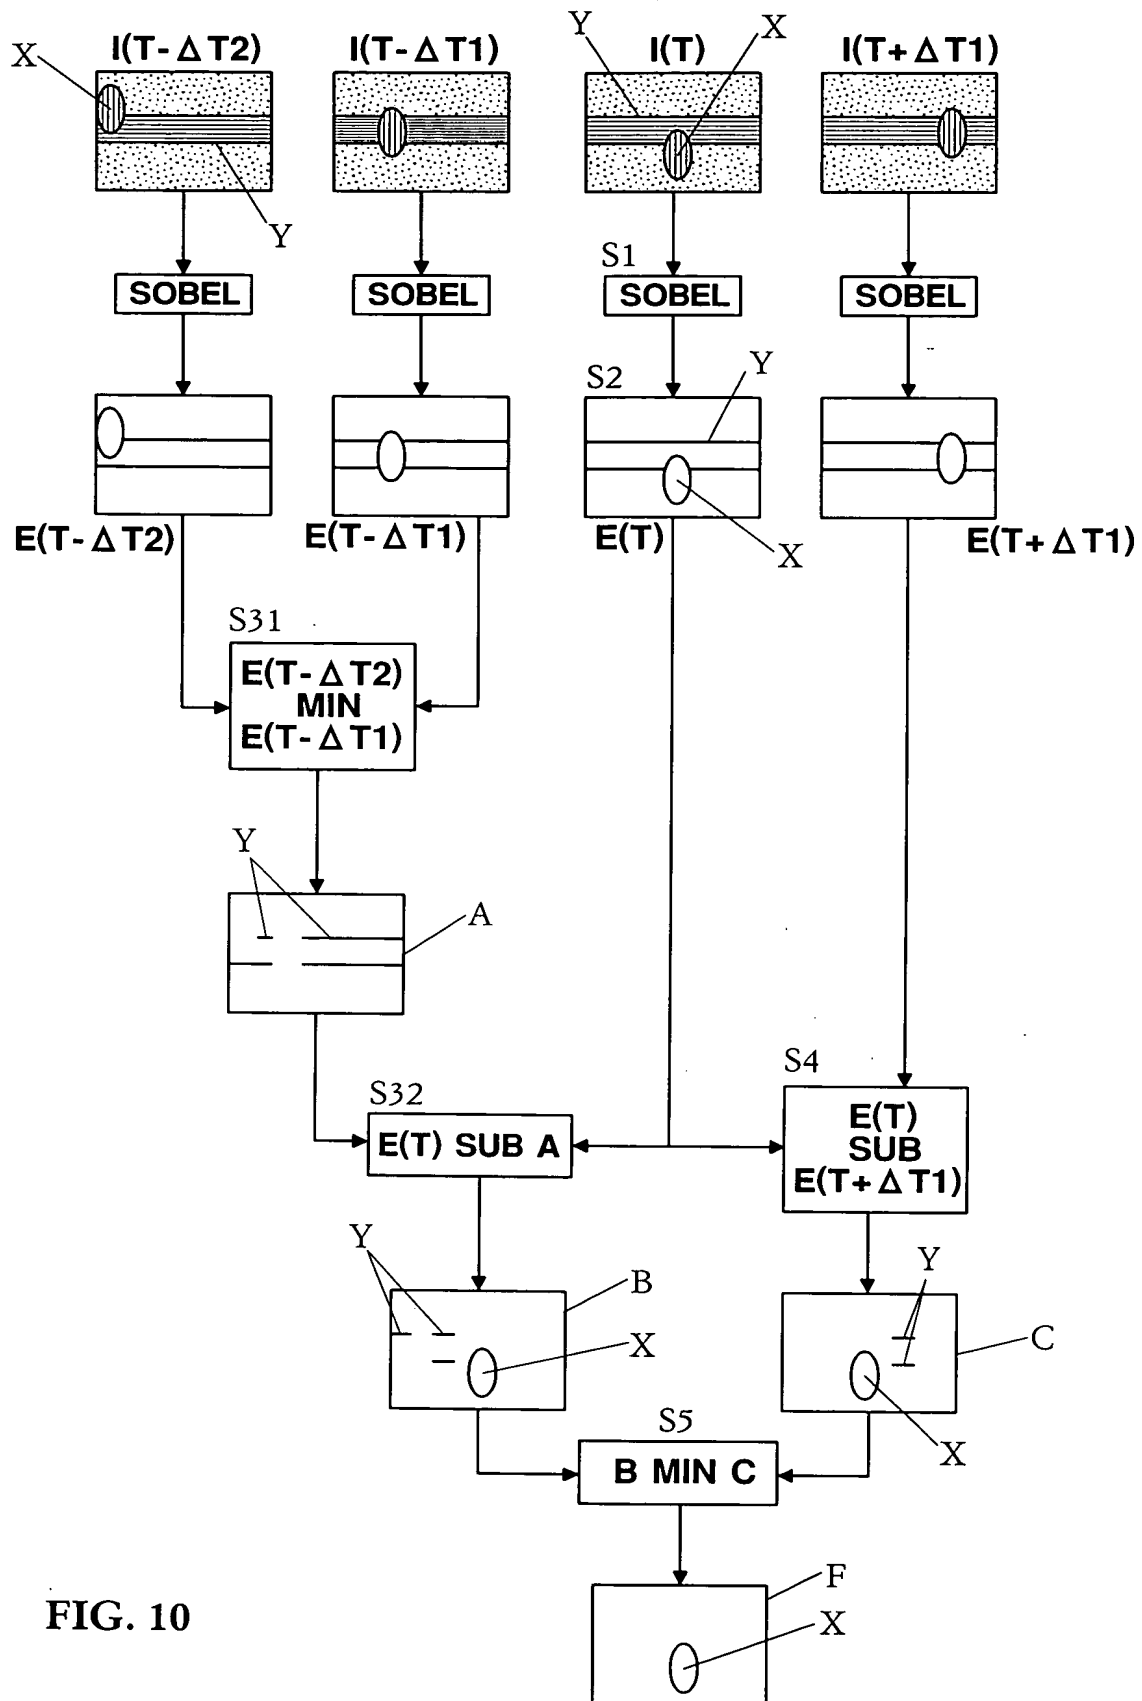 Y
X
X
I(T-ΔT2)
I(T-ΔT1)
I(T)
I(T+ΔT1)
Y
S1
SOBEL
SOBEL
SOBEL
SOBEL
S2
Y
E(T-ΔT2)
E(T-ΔT1)
E(T)
X
E(T+ΔT1)
S31
E(T-ΔT2)
MIN
E(T-ΔT1)
Y
A
S4
S32
E(T) SUB A
E(T)
SUB
E(T+ΔT1)
Y
B
X
Y
C
X
S5
B MIN C
F
X
FIG. 10